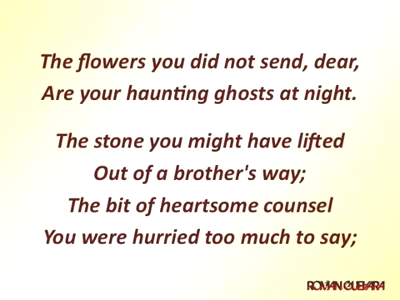 The flowers you did not send, dear,
Are your haunting ghosts at night.
The stone you might have lifted
Out of a brother's way;
The bit of heartsome counsel
You were hurried too much to say;
ROMAN GUEVARA